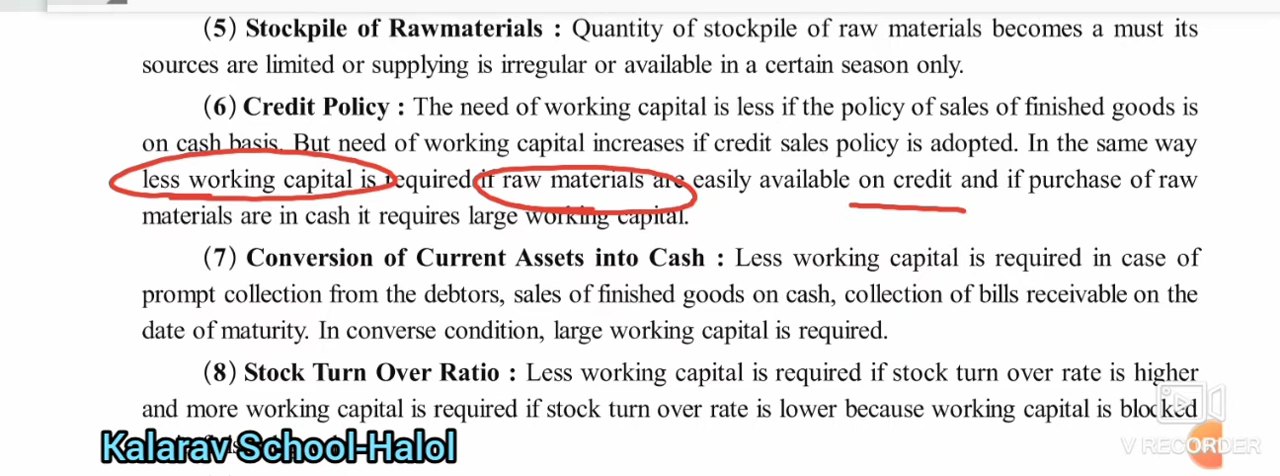 (5) Stockpile of Rawmaterials : Quantity of stockpile of raw materials becomes a must its
sources are limited or supplying is irregular or available in a certain season only.
(6) Credit Policy : The need of working capital is less if the policy of sales of finished goods is
on cash basis. But need of working capital increases if credit sales policy is adopted. In the same way
less working capital is required if raw materials are easily available on credit and if purchase of raw
materials are in cash it requires large working capital.
(7) Conversion of Current Assets into Cash : Less working capital is required in case of
prompt collection from the debtors, sales of finished goods on cash, collection of bills receivable on the
date of maturity. In converse condition, large working capital is required.
(8) Stock Turn Over Ratio : Less working capital is required if stock turn over rate is higher
and more working capital is required if stock turn over rate is lower because working capital is blocked
Kalarav School-Halol
V RECORDER